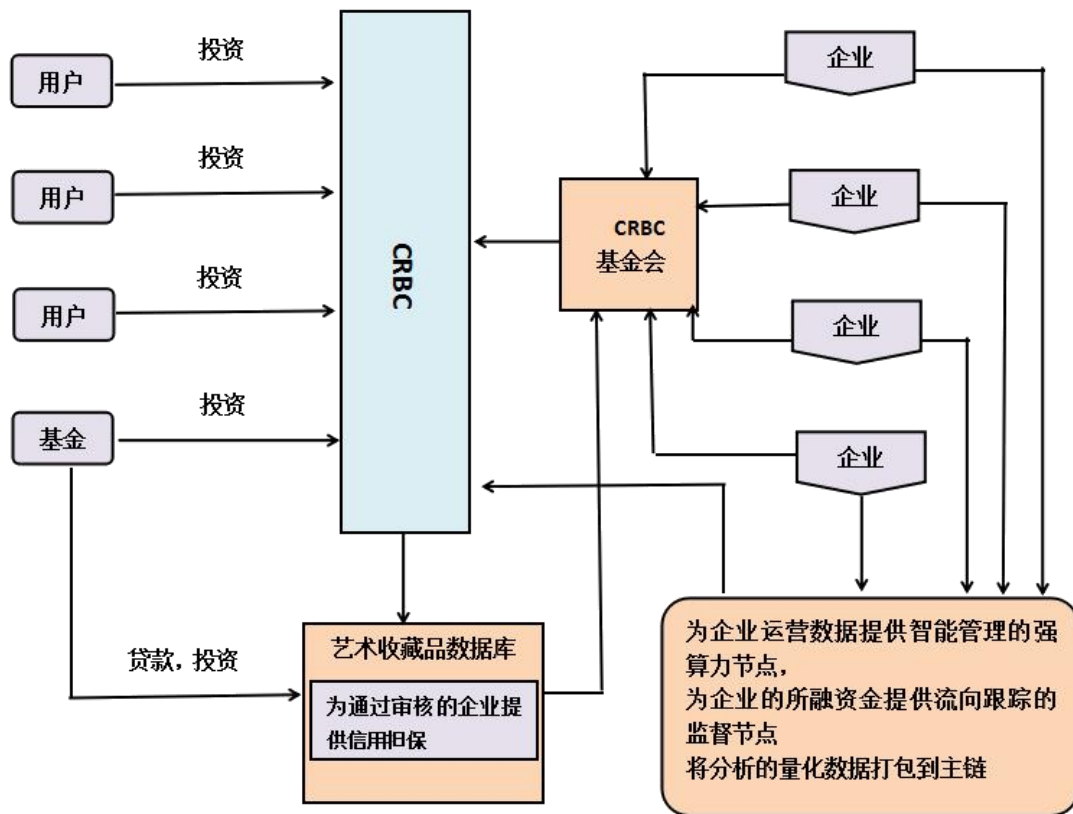 用户
投资
用户
投资
用户
投资
基金
投资
贷款，投资
CRBC
艺术收藏品数据库
为通过审核的企业提
供信用担保
CRBC
基金会
企业
企业
企业
企业
为企业运营数据提供智能管理的强
算力节点，
为企业的所融资金提供流向跟踪的
监督节点
将分析的量化数据打包到主链